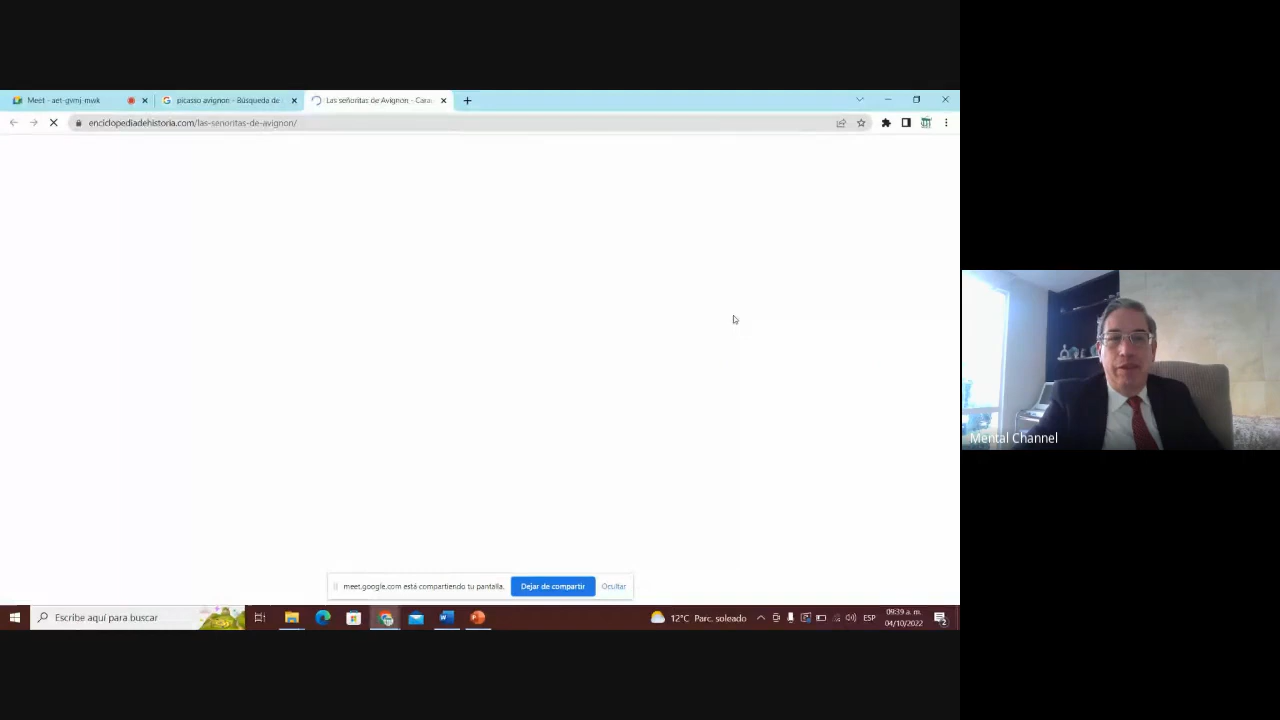 Meet - aet-gvmj-mwk
picasso avignon - Búsqueda de
Las señoritas de Avignon - Cara
enciclopediadehistoria.com/las-senoritas-de-avignon/
Mental Channel
meet.google.com está compartiendo tu pantalla.
Dejar de compartir
Ocultar
Escribe aquí para buscar
12°C Parc. soleado
ESP
09:39 a. m.
04/10/2022
2